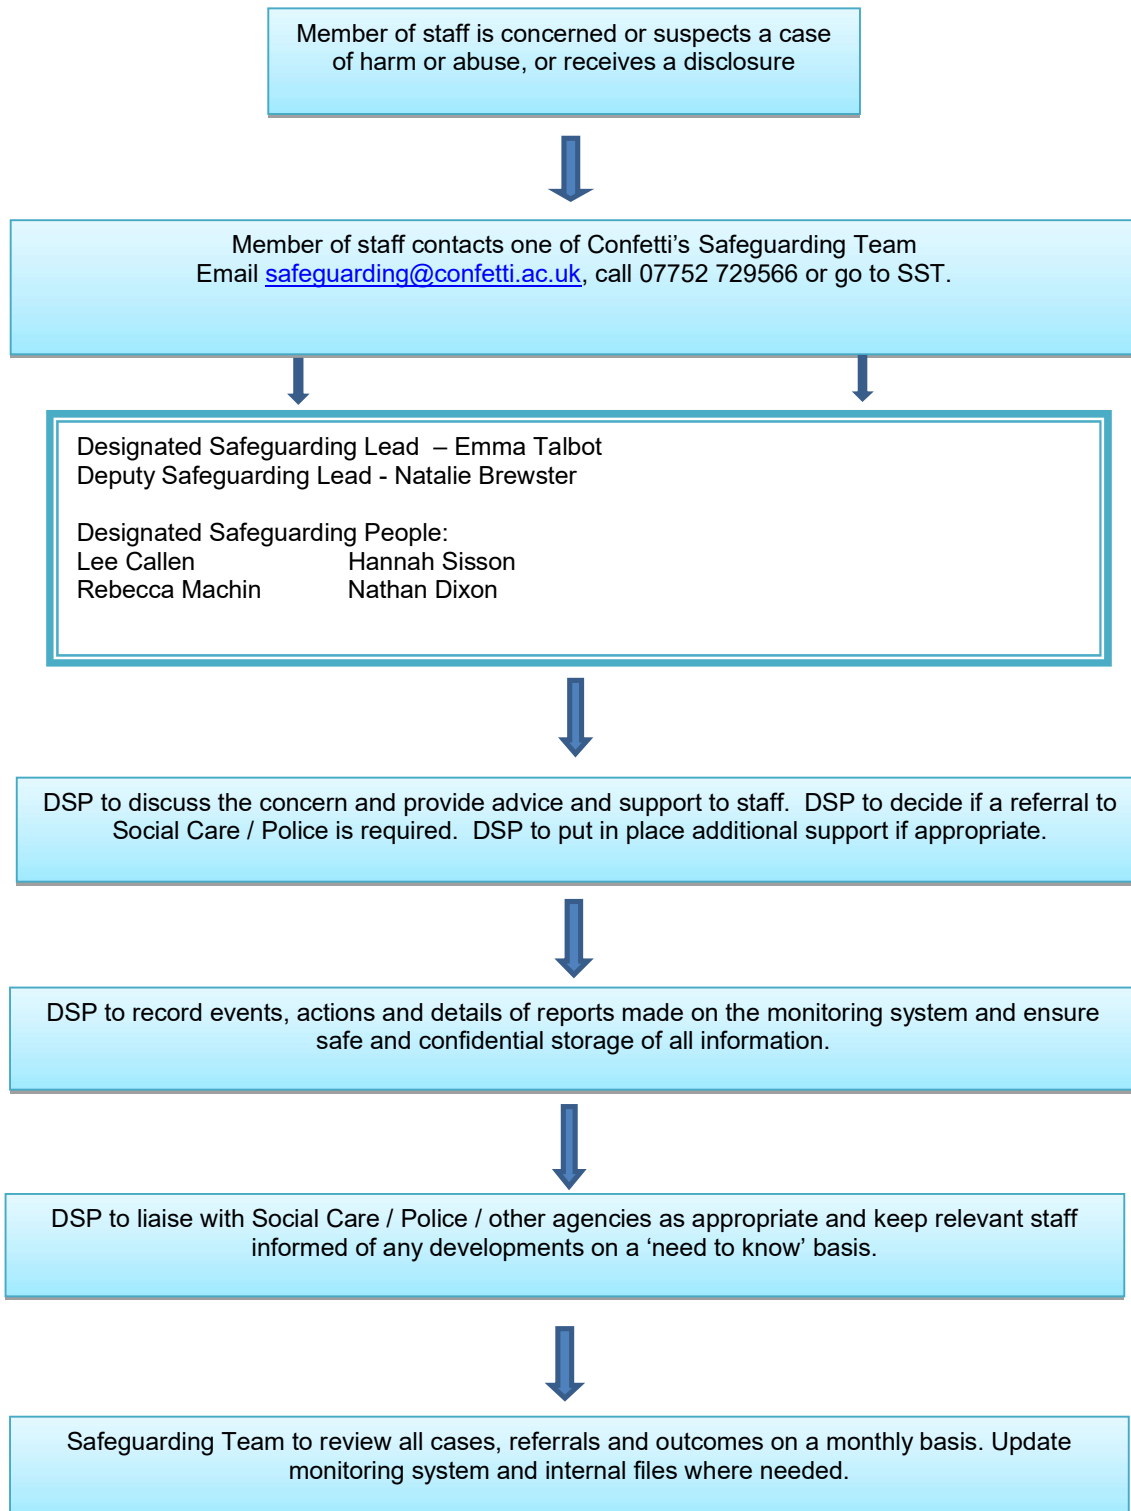 Member of staff is concerned or suspects a case
of harm or abuse, or receives a disclosure
Member of staff contacts one of Confetti’s Safeguarding Team
Email safeguarding@confetti.ac.uk, call 07752 729566 or go to SST.
Designated Safeguarding Lead – Emma Talbot
Deputy Safeguarding Lead - Natalie Brewster
Designated Safeguarding People:
Lee Callen Hannah Sisson
Rebecca Machin Nathan Dixon
DSP to discuss the concern and provide advice and support to staff. DSP to decide if a referral to
Social Care / Police is required. DSP to put in place additional support if appropriate.
DSP to record events, actions and details of reports made on the monitoring system and ensure
safe and confidential storage of all information.
DSP to liaise with Social Care / Police / other agencies as appropriate and keep relevant staff
informed of any developments on a ‘need to know’ basis.
Safeguarding Team to review all cases, referrals and outcomes on a monthly basis. Update
monitoring system and internal files where needed.